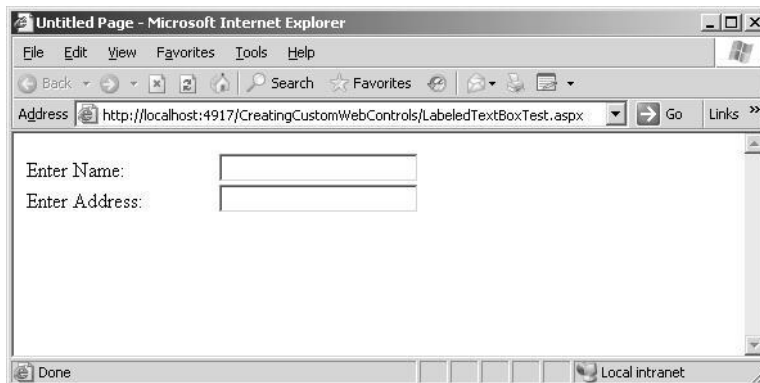 Untitled Page - Microsoft Internet Explorer
File Edit View Favorites Tools Help
Back Search Favorites
Address http://localhost:4917/CreatingCustomWebControls/LabeledTextBoxTest.aspx Go Links »
Enter Name:
Enter Address:
Done Local intranet